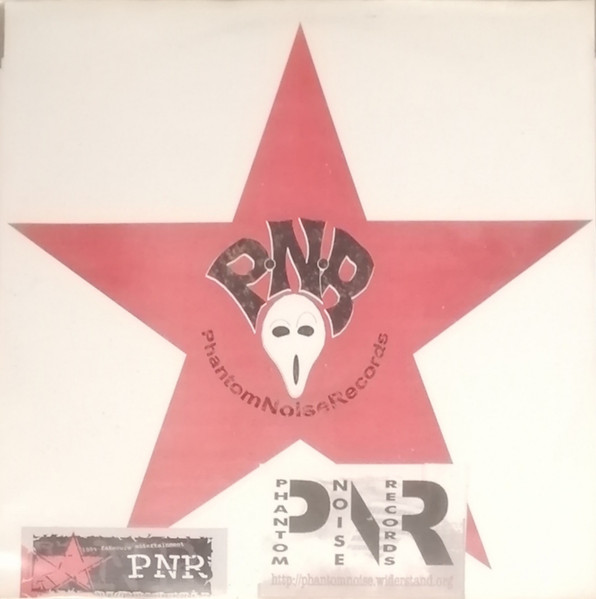 P·N·R
PhantomNoiseRecords
PNR
PHANTOM
NOISE
RECORDS
PNR
http://phantomnoise.widerstand.org